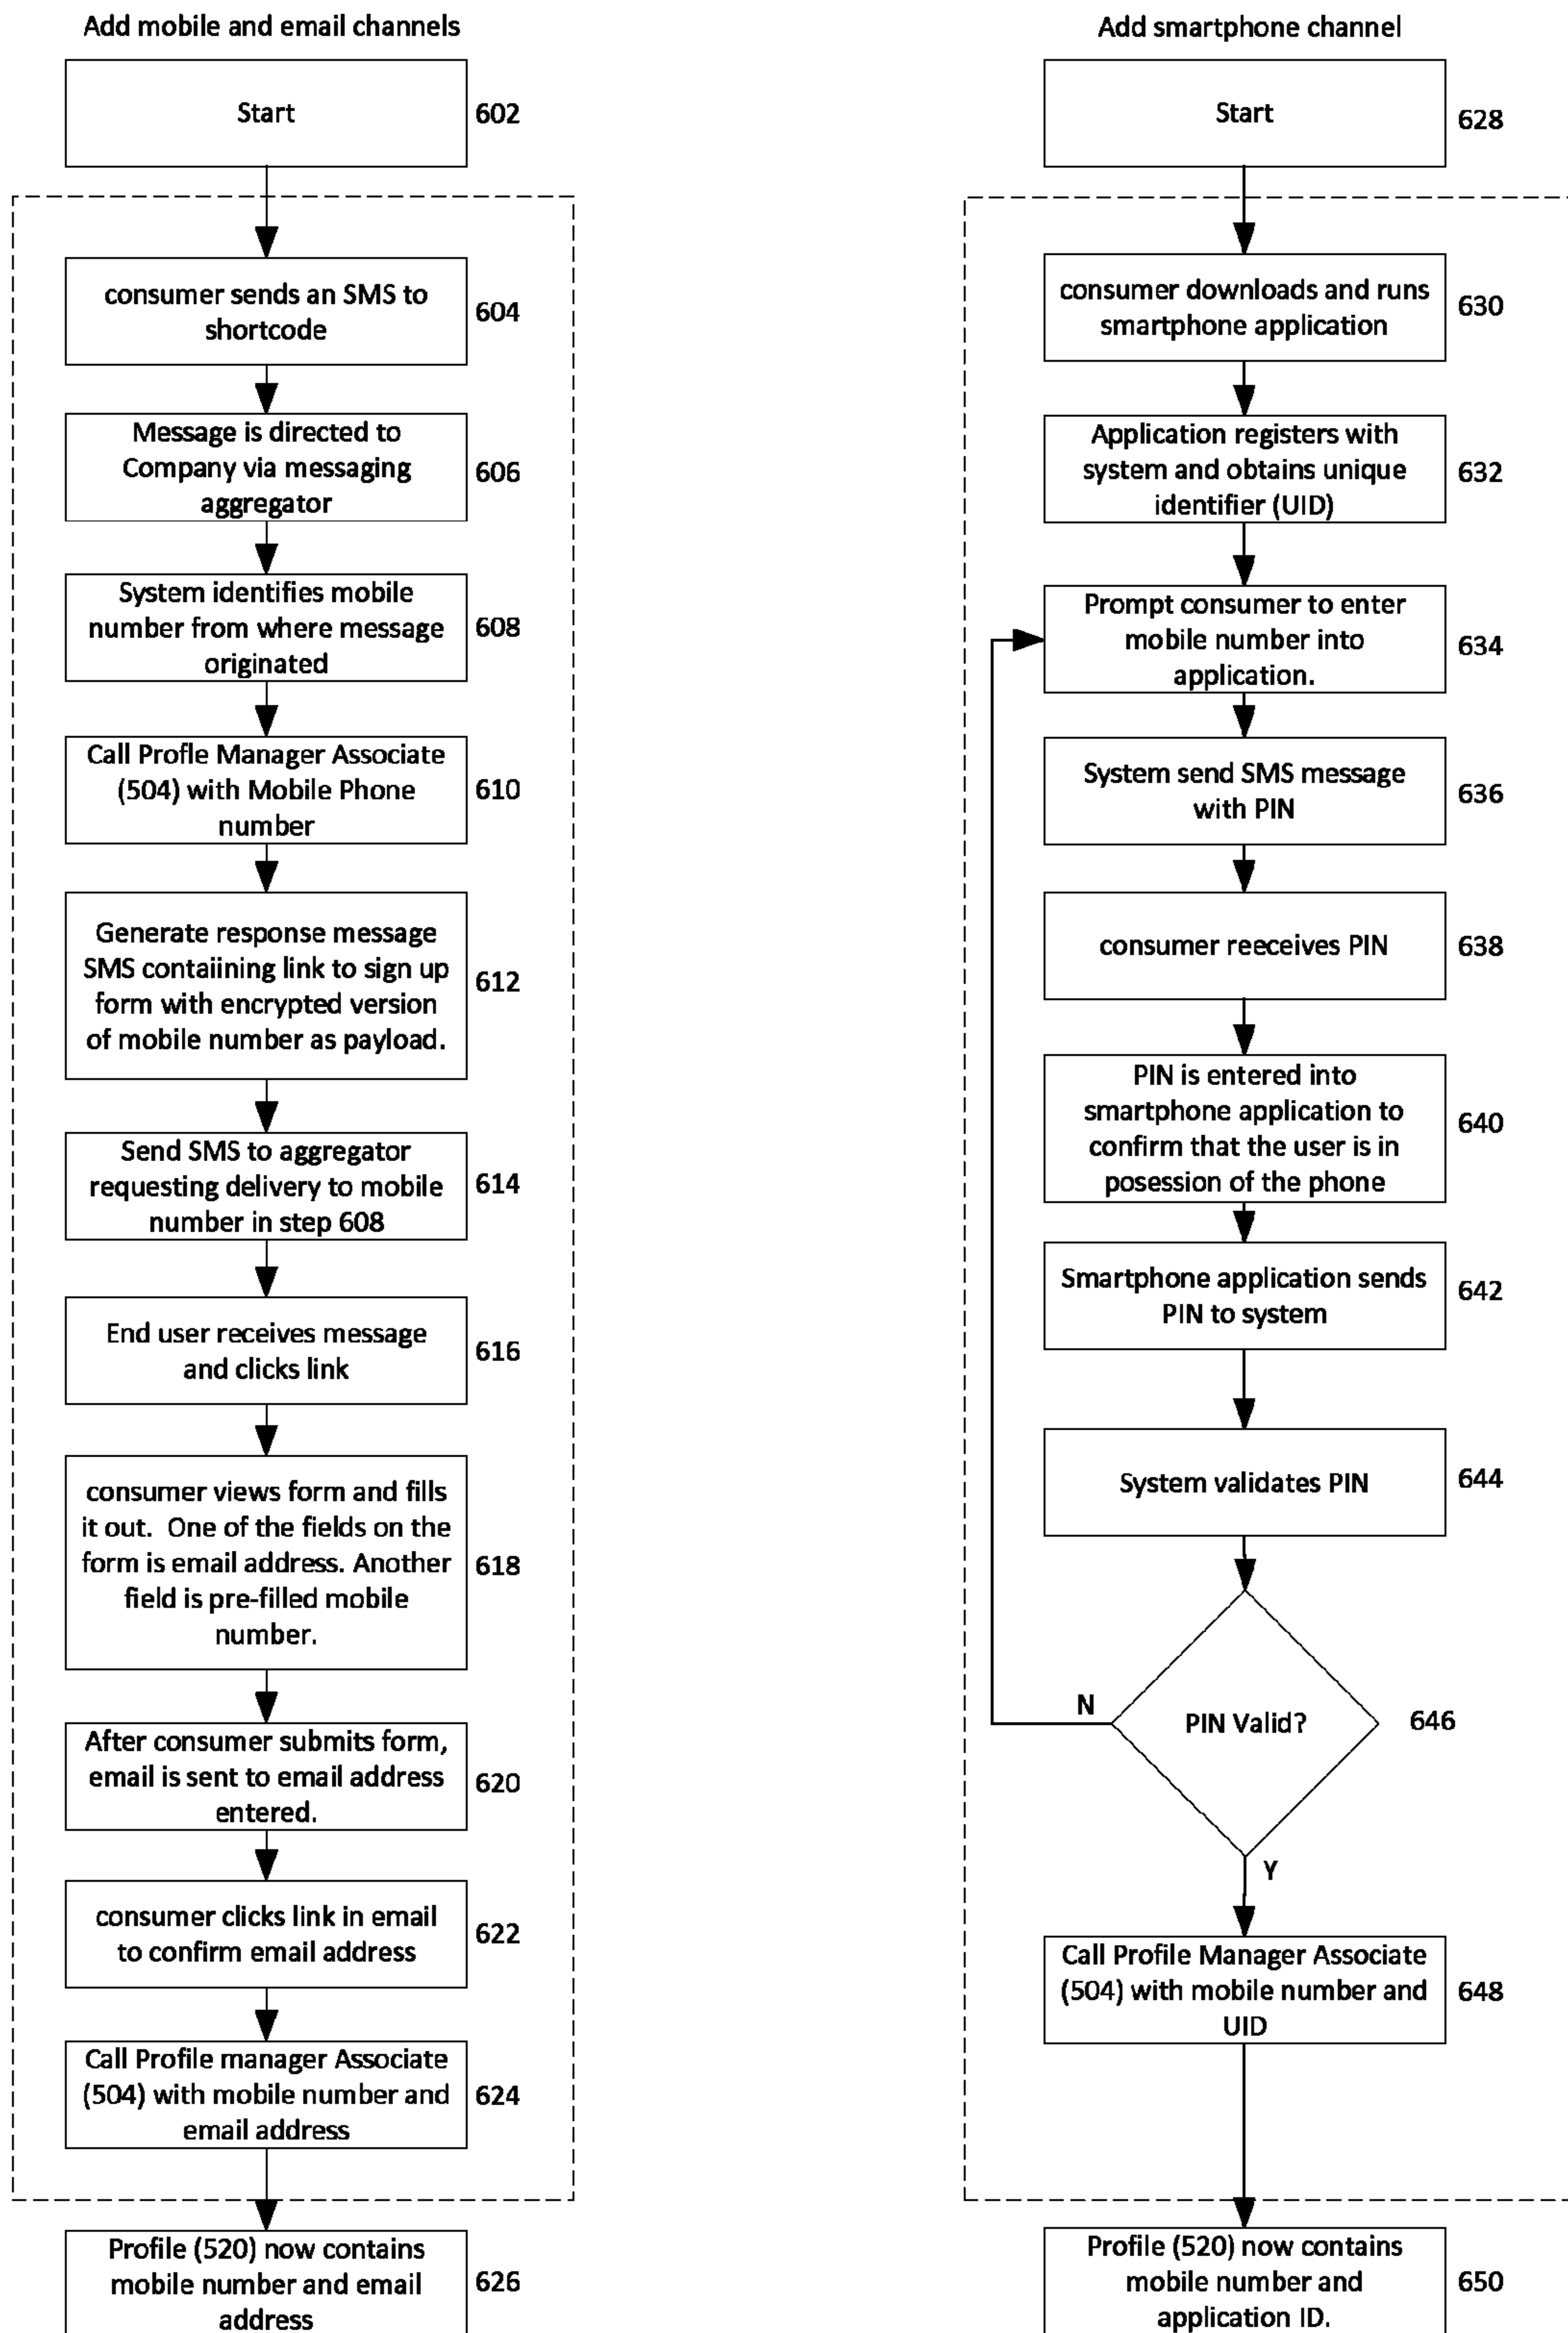 Add mobile and email channels
Start
602
consumer sends an SMS to
shortcode
604
Message is directed to
Company via messaging
aggregator
606
System identifies mobile
number from where message
originated
608
Call Profle Manager Associate
(504) with Mobile Phone
number
610
Generate response message
SMS contaiining link to sign up
form with encrypted version
of mobile number as payload.
612
Send SMS to aggregator
requesting delivery to mobile
number in step 608
614
End user receives message
and clicks link
616
consumer views form and fills
it out. One of the fields on the
form is email address. Another
field is pre-filled mobile
number.
618
After consumer submits form,
email is sent to email address
entered.
620
consumer clicks link in email
to confirm email address
622
Call Profile manager Associate
(504) with mobile number and
email address
624
Profile (520) now contains
mobile number and email
address
626
Add smartphone channel
Start
628
consumer downloads and runs
smartphone application
630
Application registers with
system and obtains unique
identifier (UID)
632
Prompt consumer to enter
mobile number into
application.
634
System send SMS message
with PIN
636
consumer reeceives PIN
638
PIN is entered into
smartphone application to
confirm that the user is in
posession of the phone
640
Smartphone application sends
PIN to system
642
System validates PIN
644
PIN Valid?
646
N
Y
Call Profile Manager Associate
(504) with mobile number and
UID
648
Profile (520) now contains
mobile number and
application ID.
650